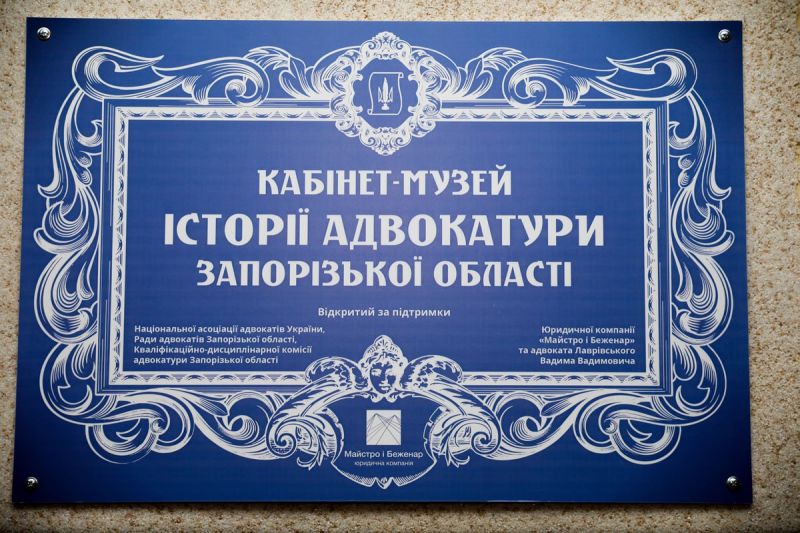 КАБІНЕТ-МУЗЕЙ
ІСТОРІЇ АДВОКАТУРИ
ЗАПОРІЗЬКОЇ ОБЛАСТІ
Відкритий за підтримки
Національної асоціації адвокатів України,
Ради адвокатів Запорізької області,
Кваліфікаційно-дисциплінарної комісії
адвокатури Запорізької області
Юридичної компанії
«Майстро і Беженар»
та адвоката Лаврівського
Вадима Вадимовича
Майстро і Беженар
юридична компанія